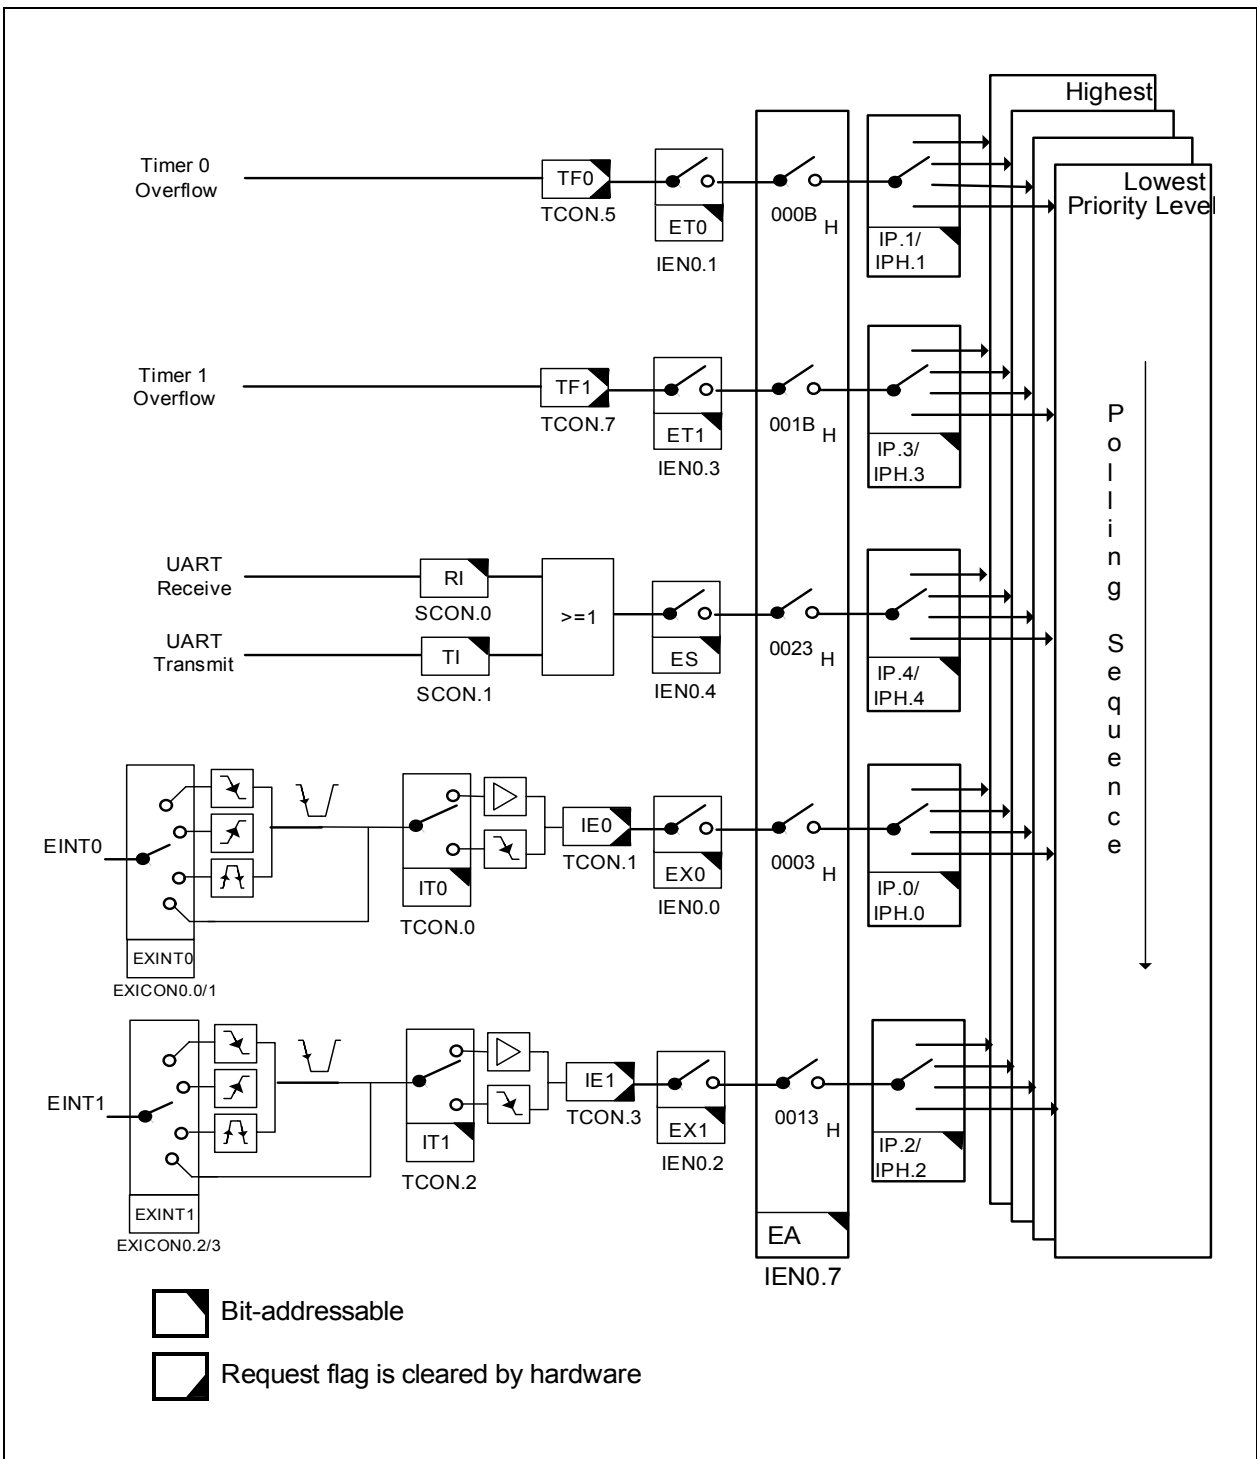 Highest
Lowest
Priority Level
Timer 0
Overflow
TF0
TCON.5
ET0
IEN0.1
000B H
IP.1/
IPH.1
Timer 1
Overflow
TF1
TCON.7
ET1
IEN0.3
001B H
IP.3/
IPH.3
UART
Receive
RI
SCON.0
UART
Transmit
TI
SCON.1
>=1
ES
IEN0.4
0023 H
IP.4/
IPH.4
EINT0
EXINT0
EXICON0.0/1
IT0
TCON.0
IE0
TCON.1
EX0
IEN0.0
0003 H
IP.0/
IPH.0
EINT1
EXINT1
EXICON0.2/3
IT1
TCON.2
IE1
TCON.3
EX1
IEN0.2
0013 H
IP.2/
IPH.2
EA
IEN0.7
Polling Sequence
Bit-addressable
Request flag is cleared by hardware